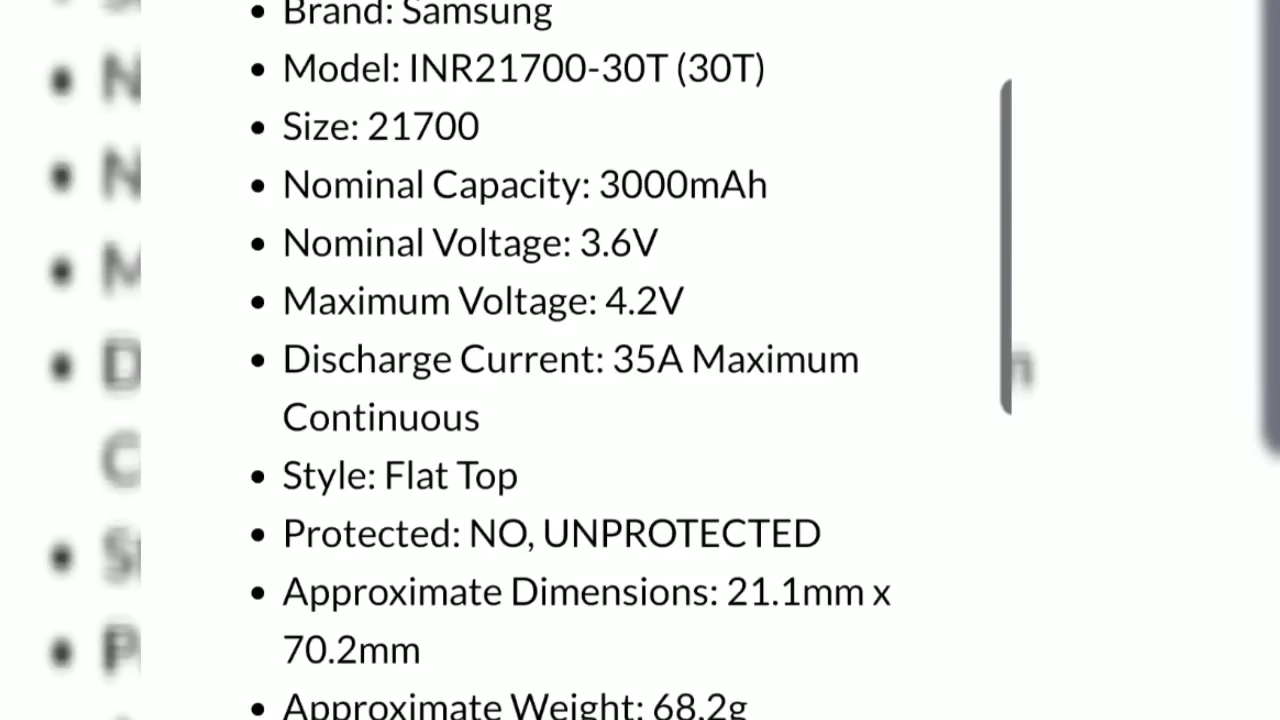 • Brand: Samsung
• Model: INR21700-30T (30T)
• Size: 21700
• Nominal Capacity: 3000mAh
• Nominal Voltage: 3.6V
• Maximum Voltage: 4.2V
• Discharge Current: 35A Maximum
Continuous
• Style: Flat Top
• Protected: NO, UNPROTECTED
• Approximate Dimensions: 21.1mm x
70.2mm
• Approximate Weight: 68.2g